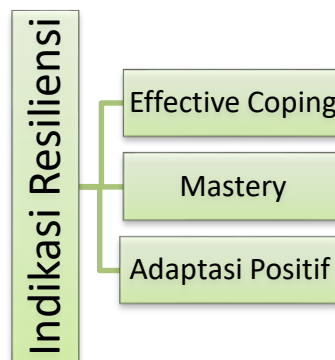 Indikasi Resiliensi
Effective Coping
Mastery
Adaptasi Positif